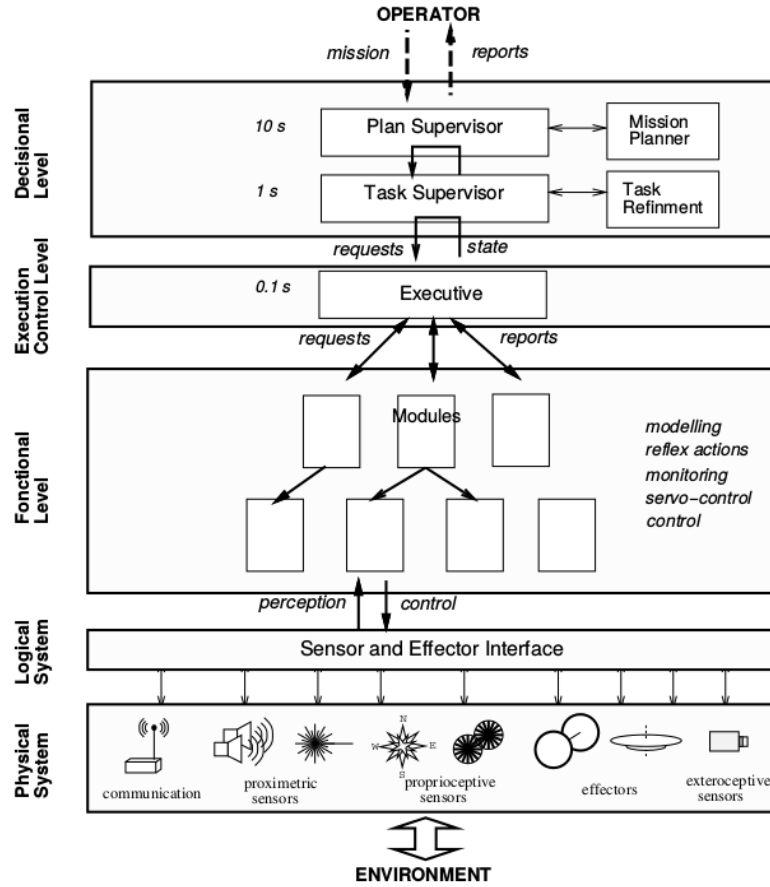 OPERATOR
mission
reports
Decisional
Level
10 s
Plan Supervisor
Mission
Planner
1 s
Task Supervisor
Task
Refinment
requests
state
Execution
Control Level
0.1 s
Executive
requests
reports
Fonctional
Level
Modules
modelling
reflex actions
monitoring
servo-control
control
perception
control
Logical
System
Sensor and Effector Interface
Physical
System
N
W
E
S
communication
proximetric
sensors
proprioceptive
sensors
effectors
exteroceptive
sensors
ENVIRONMENT